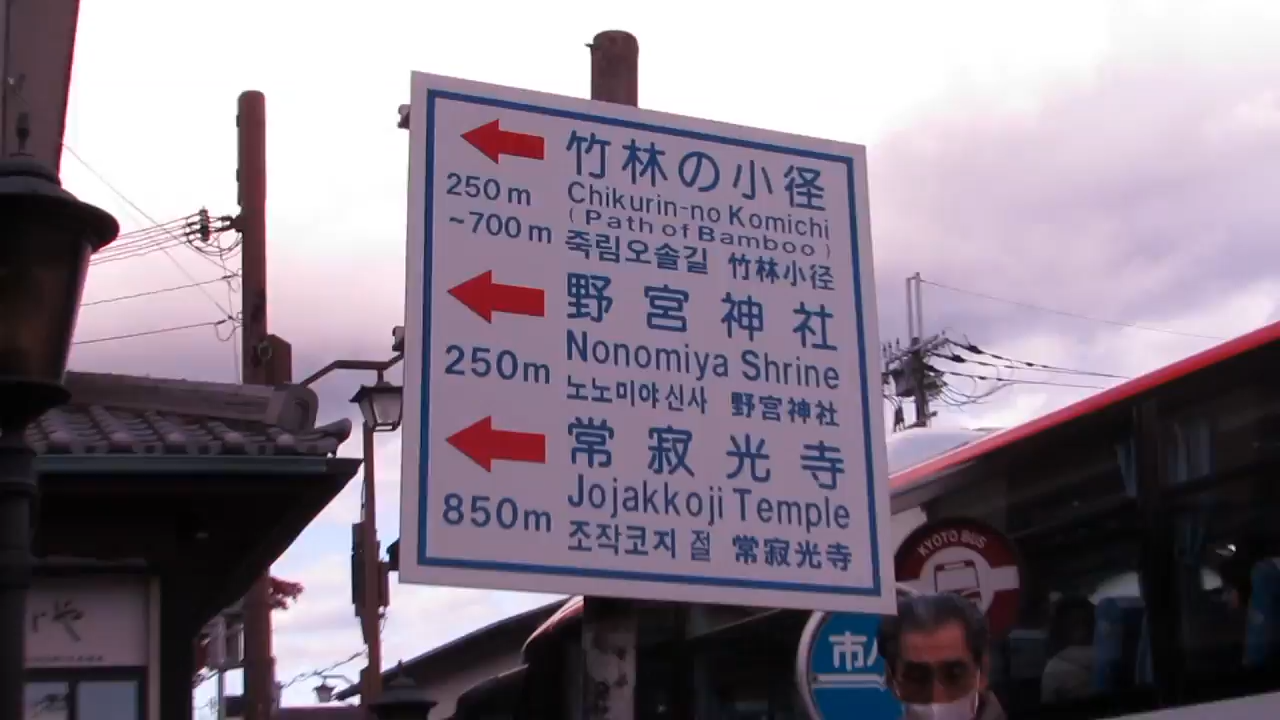 竹林の小径
250m
~700m
Chikurin-no Komichi
(Path of Bamboo)
죽림오솔길 竹林小径
野宮神社
250m
Nonomiya Shrine
노노미야신사 野宮神社
常寂光寺
850m
Jojakkoji Temple
조작코지 절 常寂光寺
KYOTO BUS
市